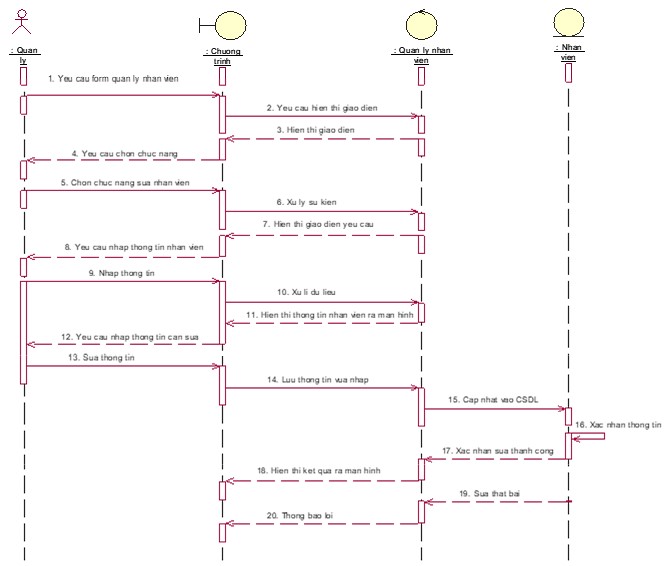 : Quan
ly
: Chuong
trinh
: Quan ly nhan
vien
: Nhan
vien
1. Yeu cau form quan ly nhan vien
2. Yeu cau hien thi giao dien
3. Hien thi giao dien
4. Yeu cau chon chuc nang
5. Chon chuc nang sua nhan vien
6. Xu ly su kien
7. Hien thi giao dien yeu cau
8. Yeu cau nhap thong tin nhan vien
9. Nhap thong tin
10. Xu li du lieu
11. Hien thi thong tin nhan vien ra man hinh
12. Yeu cau nhap thong tin can sua
13. Sua thong tin
14. Luu thong tin vua nhap
15. Cap nhat vao CSDL
16. Xac nhan thong tin
17. Xac nhan sua thanh cong
18. Hien thi ket qua ra man hinh
19. Sua that bai
20. Thong bao loi